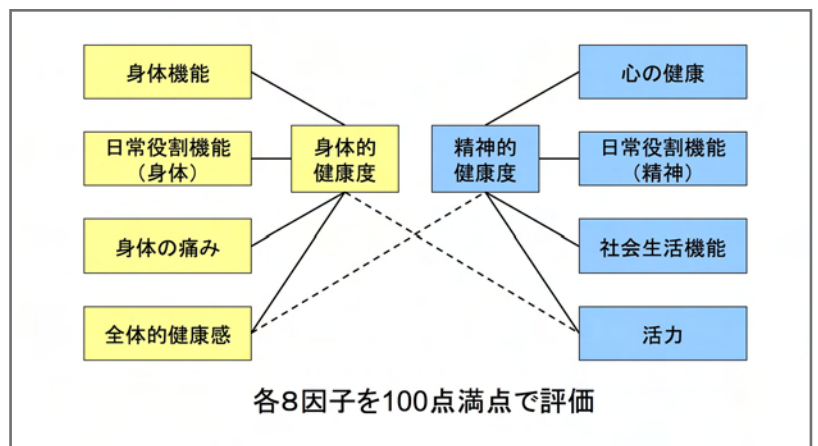 身体機能
心の健康
日常役割機能
（身体）
身体的
健康度
精神的
健康度
日常役割機能
（精神）
身体の痛み
社会生活機能
全体的健康感
活力
各8因子を100点満点で評価